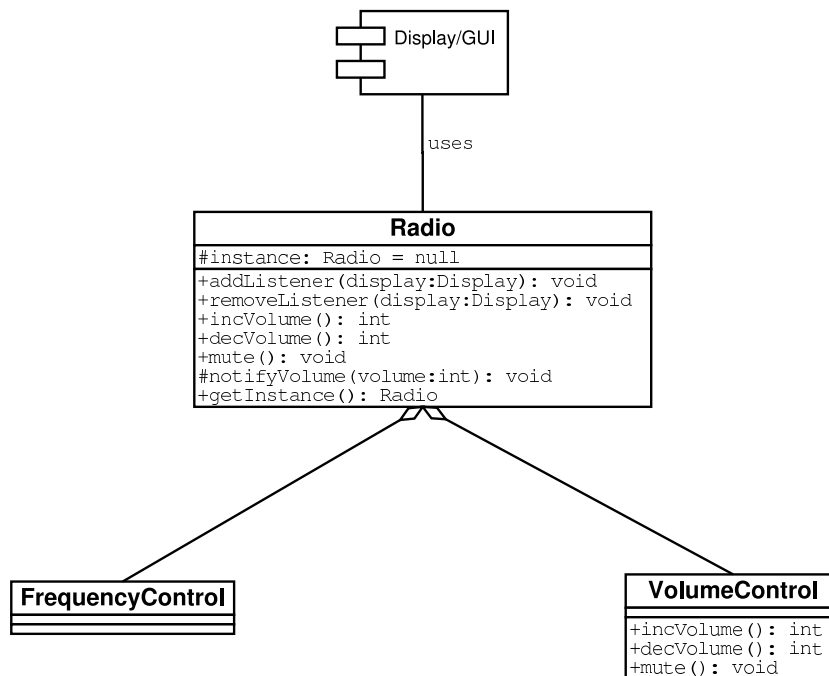 Display/GUI
uses
Radio
#instance: Radio = null
+addListener(display:Display): void
+removeListener(display:Display): void
+incVolume(): int
+decVolume(): int
+mute(): void
#notifyVolume(volume:int): void
+getInstance(): Radio
FrequencyControl
VolumeControl
+incVolume(): int
+decVolume(): int
+mute(): void